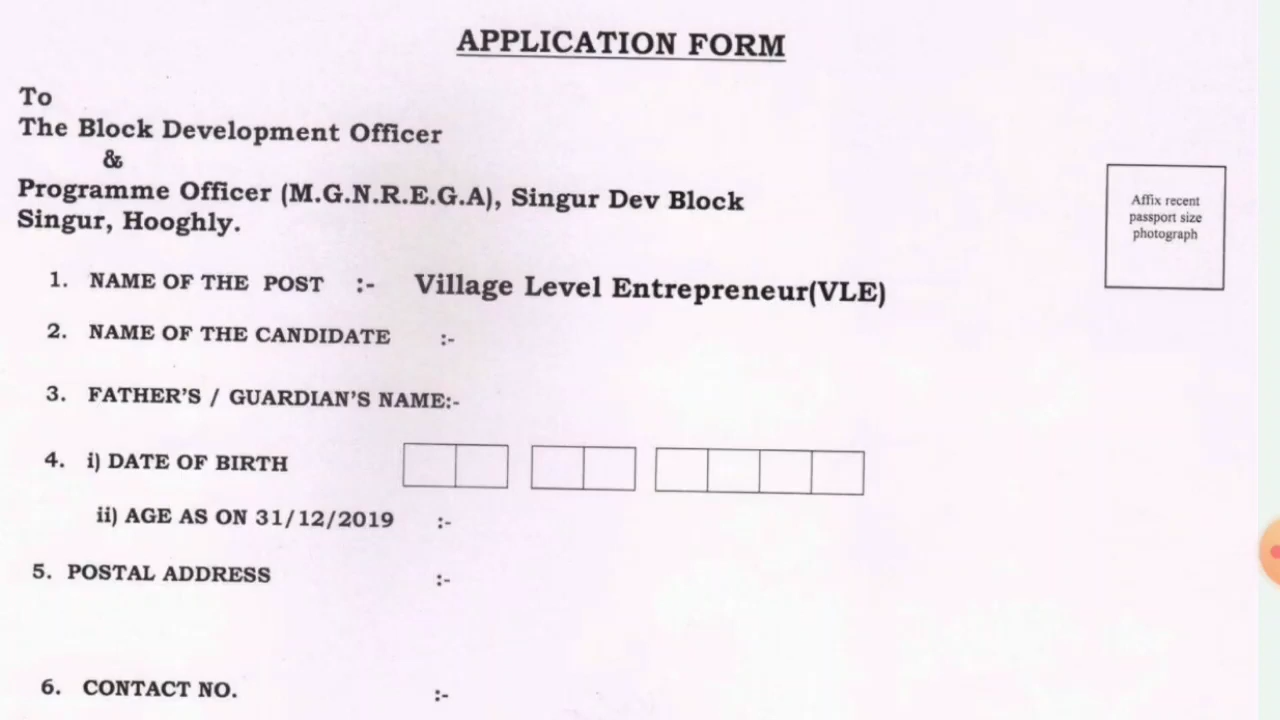 APPLICATION FORM
To
The Block Development Officer
&
Programme Officer (M.G.N.R.E.G.A), Singur Dev Block
Singur, Hooghly.
Affix recent
passport size
photograph
1. NAME OF THE POST :- Village Level Entrepreneur(VLE)
2. NAME OF THE CANDIDATE :-
3. FATHER'S / GUARDIAN'S NAME:-
4. i) DATE OF BIRTH
ii) AGE AS ON 31/12/2019 :-
5. POSTAL ADDRESS :-
6. CONTACT NO. :-